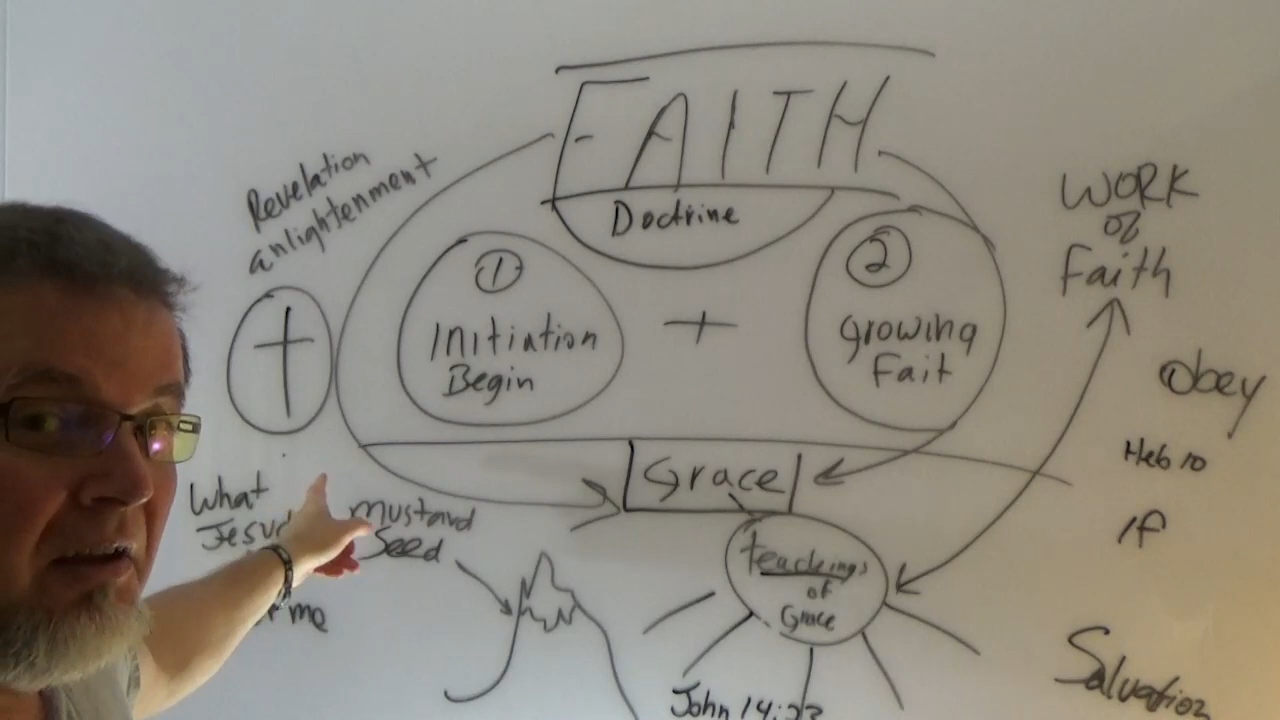 FAITH
Doctrine
Revelation
anlightenment
1
Initiation
Begin
+
2
Growing
Fait
WORK
of
Faith
Obey
Heb 10
If
Salvation
Grace
teachings
of
Grace
John 14:23
What
Jesus
me
mustard
Seed